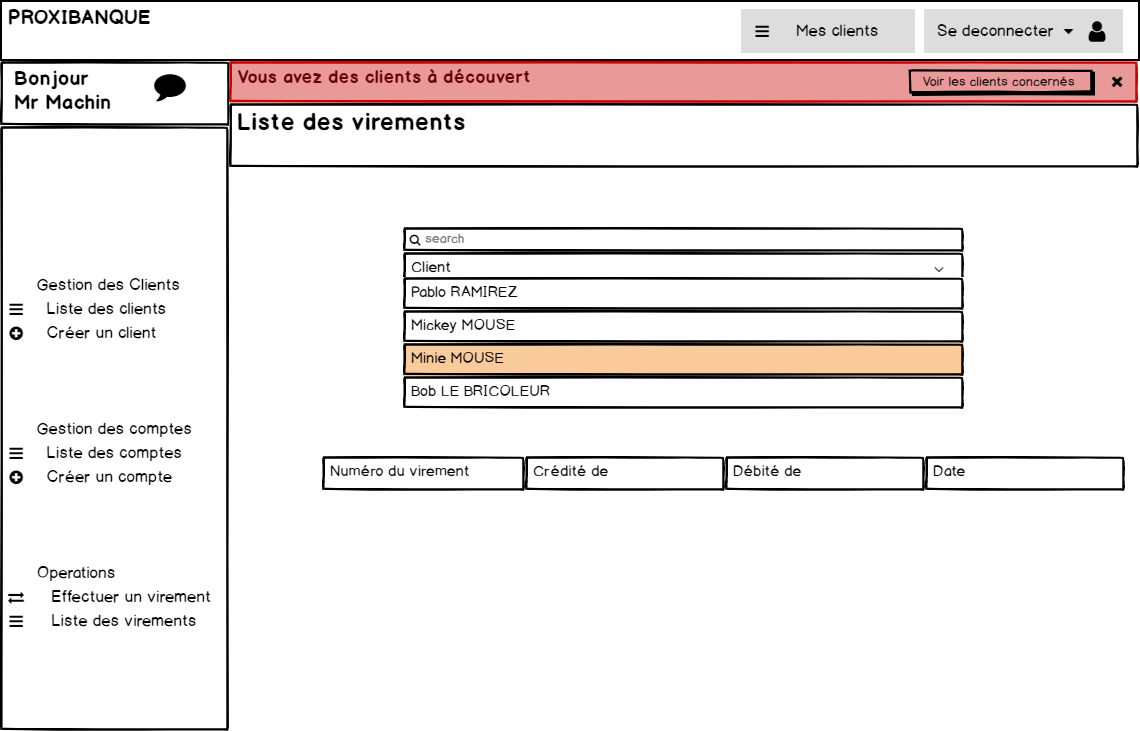 PROXIBANQUE
Mes clients
Se deconnecter
Bonjour
Mr Machin
Vous avez des clients à découvert
Voir les clients concernés
Liste des virements
search
Client
Pablo RAMIREZ
Mickey MOUSE
Minie MOUSE
Bob LE BRICOLEUR
Gestion des Clients
Liste des clients
Créer un client
Gestion des comptes
Liste des comptes
Créer un compte
Operations
Effectuer un virement
Liste des virements
Numéro du virement
Crédité de
Débité de
Date